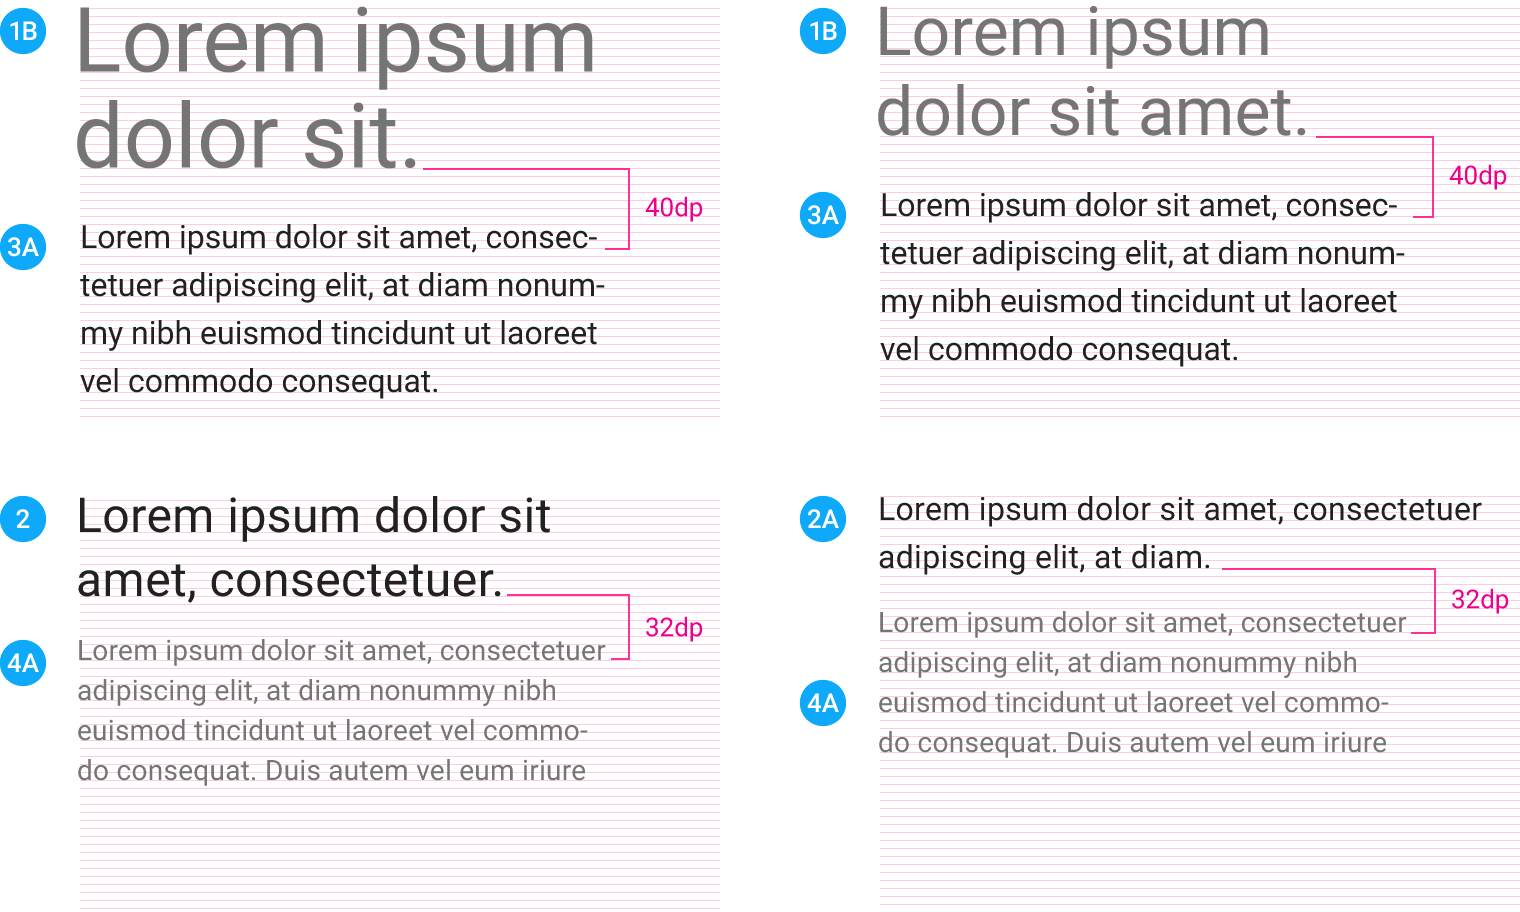 1B
Lorem ipsum
dolor sit.
40dp
3A
Lorem ipsum dolor sit amet, consec-
tetuer adipiscing elit, at diam nonum-
my nibh euismod tincidunt ut laoreet
vel commodo consequat.
1B
Lorem ipsum
dolor sit amet.
40dp
3A
Lorem ipsum dolor sit amet, consec-
tetuer adipiscing elit, at diam nonum-
my nibh euismod tincidunt ut laoreet
vel commodo consequat.
2
Lorem ipsum dolor sit
amet, consectetuer.
32dp
4A
Lorem ipsum dolor sit amet, consectetuer
adipiscing elit, at diam nonummy nibh
euismod tincidunt ut laoreet vel commo-
do consequat. Duis autem vel eum iriure
2A
Lorem ipsum dolor sit amet, consectetuer
adipiscing elit, at diam.
32dp
4A
Lorem ipsum dolor sit amet, consectetuer
adipiscing elit, at diam nonummy nibh
euismod tincidunt ut laoreet vel commo-
do consequat. Duis autem vel eum iriure